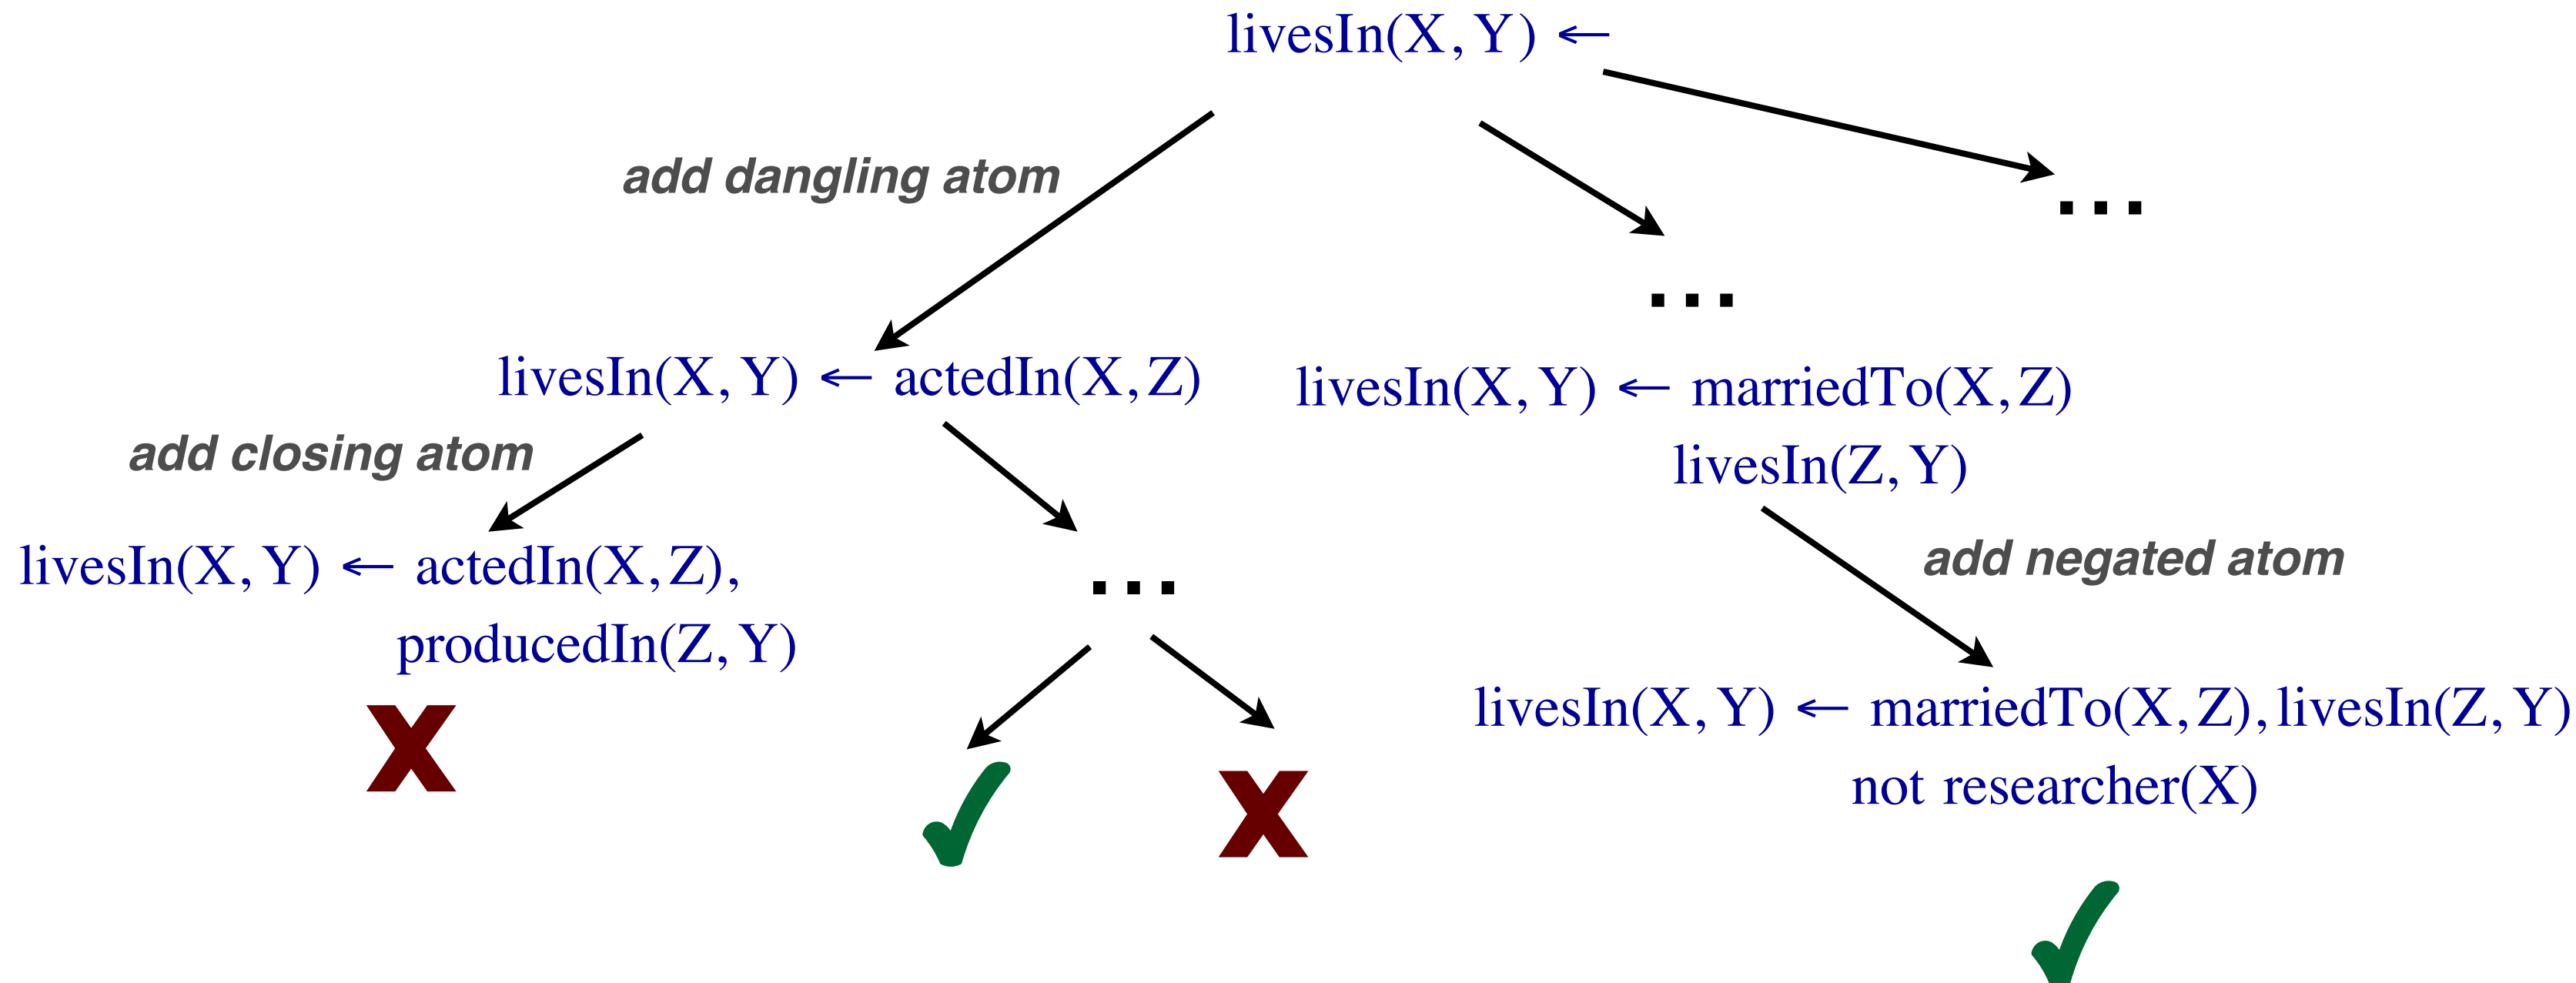 livesIn(X, Y) ←
add dangling atom
...
...
livesIn(X, Y) ← actedIn(X, Z)
livesIn(X, Y) ← marriedTo(X, Z)
livesIn(Z, Y)
add closing atom
livesIn(X, Y) ← actedIn(X, Z),
producedIn(Z, Y)
...
add negated atom
livesIn(X, Y) ← marriedTo(X, Z), livesIn(Z, Y)
not researcher(X)